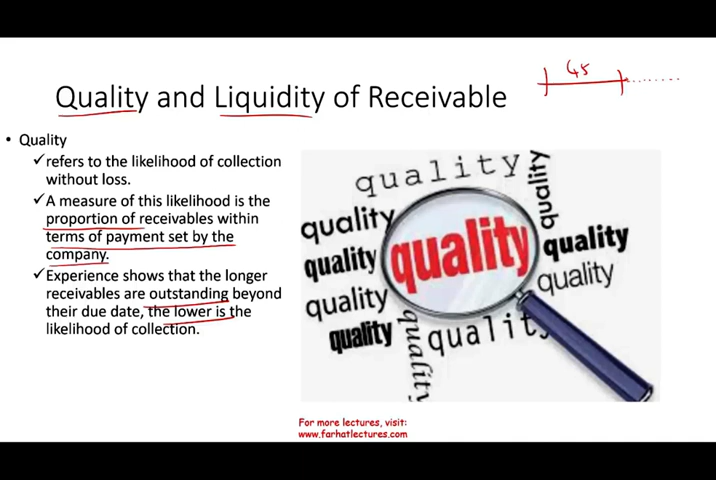 45
Quality and Liquidity of Receivable
• Quality
✓refers to the likelihood of collection
without loss.
✓A measure of this likelihood is the
proportion of receivables within
terms of payment set by the
company.
✓Experience shows that the longer
receivables are outstanding beyond
their due date, the lower is the
likelihood of collection.
quality
quality
quality
quality
quality
quality
quality
quality
quality
quality
quality
For more lectures, visit:
www.farhatlectures.com